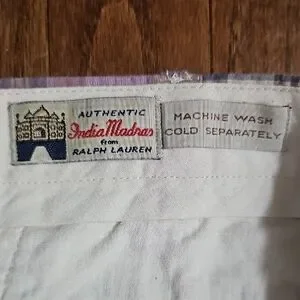 AUTHENTIC
India Madras
from
RALPH LAUREN
MACHINE WASH
COLD SEPARATELY